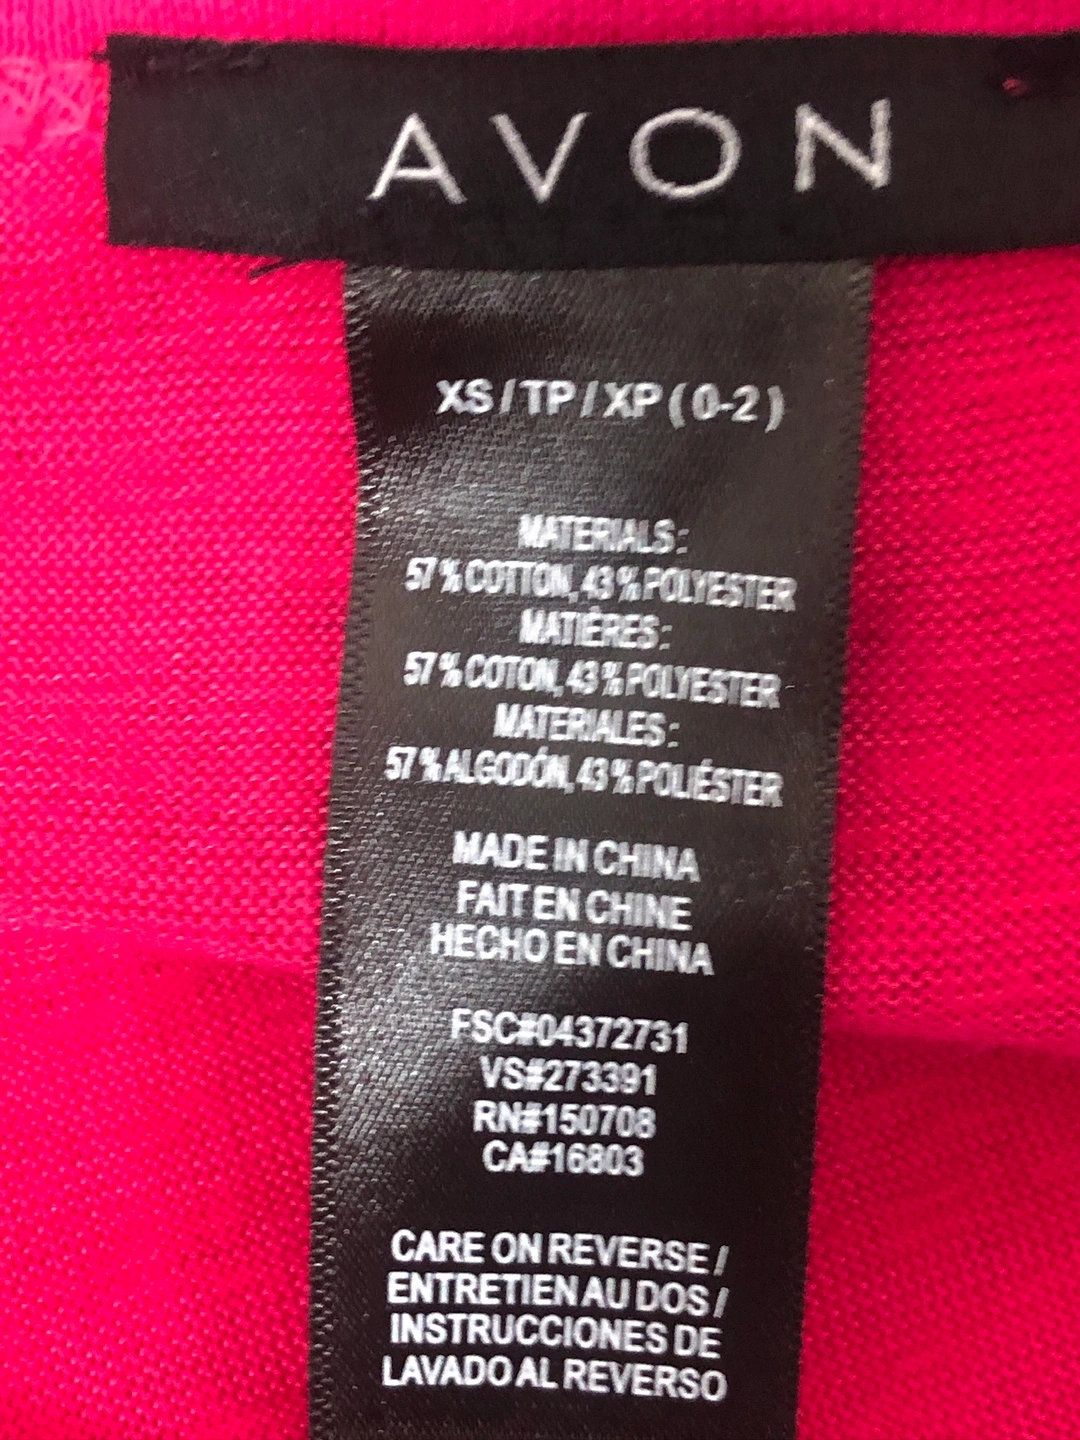 AVON
XS/TP/XP(0-2)
MATERIALS:
57%COTTON,43%POLYESTER
MATIÈRES:
57%COTON,43%POLYESTER
MATERIALES:
57%ALGODÓN,43%POLIÉSTER
MADE IN CHINA
FAIT EN CHINE
HECHO EN CHINA
FSC#04372731
VS#273391
RN#150708
CA#16803
CARE ON REVERSE/
ENTRETIEN AU DOS/
INSTRUCCIONES DE
LAVADO AL REVERSO